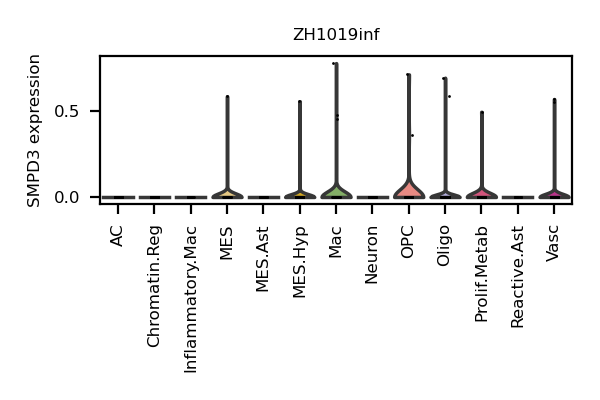 ZH1019inf
SMPD3 expression
0.5
0.0
AC
Chromatin.Reg
Inflammatory.Mac
MES
MES.Ast
MES.Hyp
Mac
Neuron
OPC
Oligo
Prolif.Metab
Reactive.Ast
Vasc